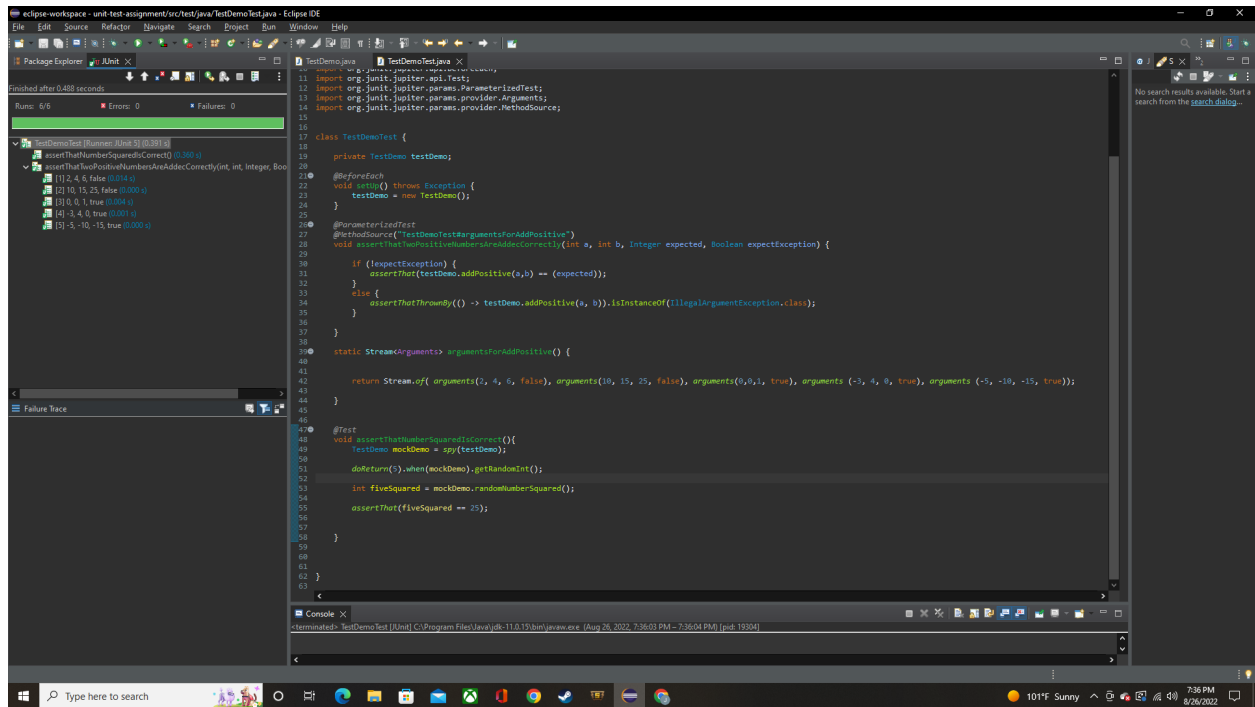 eclipse-workspace - unit-test-assignment/src/test/java/TestDemoTest.java - Eclipse IDE
File Edit Source Refactor Navigate Search Project Run Window Help
Package Explorer JUnit
Finished after 0.488 seconds
Runs: 6/6 Errors: 0 Failures: 0
TestDemoTest [Runner: JUnit 5] (0.391 s)
assertThatNumberSquaredIsCorrect() (0.360 s)
assertThatTwoPositiveNumbersAreAddecCorrectly(int, int, Integer, Boo
[1] 2, 4, 6, false (0.014 s)
[2] 10, 15, 25, false (0.000 s)
[3] 0, 0, 1, true (0.004 s)
[4] -3, 4, 0, true (0.001 s)
[5] -5, -10, -15, true (0.000 s)
Failure Trace
TestDemo.java TestDemoTest.java
10 import org.junit.jupiter.api.BeforeEach;
11 import org.junit.jupiter.api.Test;
12 import org.junit.jupiter.params.ParameterizedTest;
13 import org.junit.jupiter.params.provider.Arguments;
14 import org.junit.jupiter.params.provider.MethodSource;
15
16
17 class TestDemoTest {
18
19 private TestDemo testDemo;
20
21 @BeforeEach
22 void setUp() throws Exception {
23 testDemo = new TestDemo();
24 }
25
26 @ParameterizedTest
27 @MethodSource("TestDemoTest#argumentsForAddPositive")
28 void assertThatTwoPositiveNumbersAreAddecCorrectly(int a, int b, Integer expected, Boolean expectException) {
29
30 if (!expectException) {
31 assertThat(testDemo.addPositive(a,b) == (expected));
32 }
33 else {
34 assertThatThrownBy(() -> testDemo.addPositive(a, b)).isInstanceOf(IllegalArgumentException.class);
35 }
36
37 }
38
39 static Stream<Arguments> argumentsForAddPositive() {
40
41
42 return Stream.of( arguments(2, 4, 6, false), arguments(10, 15, 25, false), arguments(0,0,1, true), arguments (-3, 4, 0, true), arguments (-5, -10, -15, true));
43
44 }
45
46
47 @Test
48 void assertThatNumberSquaredIsCorrect(){
49 TestDemo mockDemo = spy(testDemo);
50
51 doReturn(5).when(mockDemo).getRandomInt();
52
53 int fiveSquared = mockDemo.randomNumberSquared();
54
55 assertThat(fiveSquared == 25);
56
57
58 }
59
60
61
62 }
63
Console
<terminated> TestDemoTest [JUnit] C:\Program Files\Java\jdk-11.0.15\bin\javaw.exe (Aug 26, 2022, 7:36:03 PM – 7:36:04 PM) [pid: 19304]
No search results available. Start a
search from the search dialog...
Type here to search
101°F Sunny
7:36 PM
8/26/2022